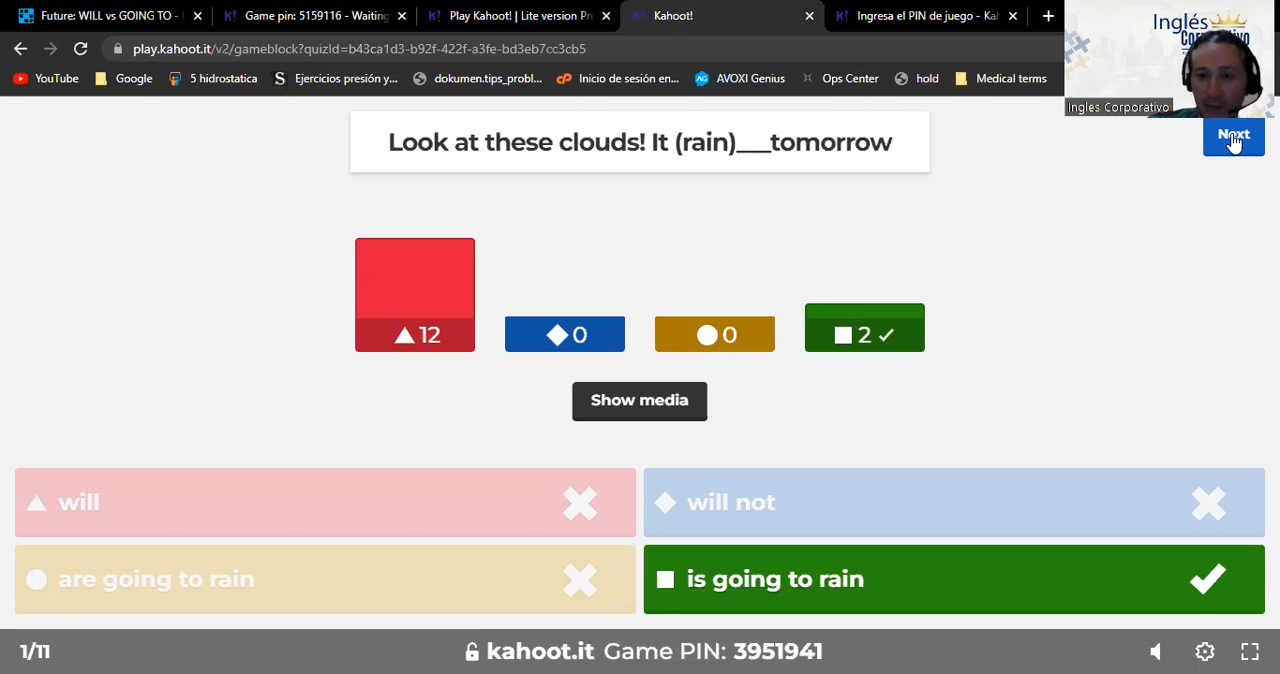 Future: WILL vs GOING TO -
Game pin: 5159116 - Waiting
Play Kahoot! | Lite version Pre
Kahoot!
Ingresa el PIN de juego - Kah
play.kahoot.it/v2/gameblock?quizId=b43ca1d3-b92f-422f-a3fe-bd3eb7cc3cb5
YouTube
Google
5 hidrostatica
Ejercicios presión y...
dokumen.tips_probl...
Inicio de sesión en...
AVOXI Genius
Ops Center
hold
Medical terms
Inglés
Corporativo
Ingles Corporativo
Next
Look at these clouds! It (rain)___tomorrow
12
0
0
2
Show media
will
will not
are going to rain
is going to rain
1/11
kahoot.it Game PIN: 3951941